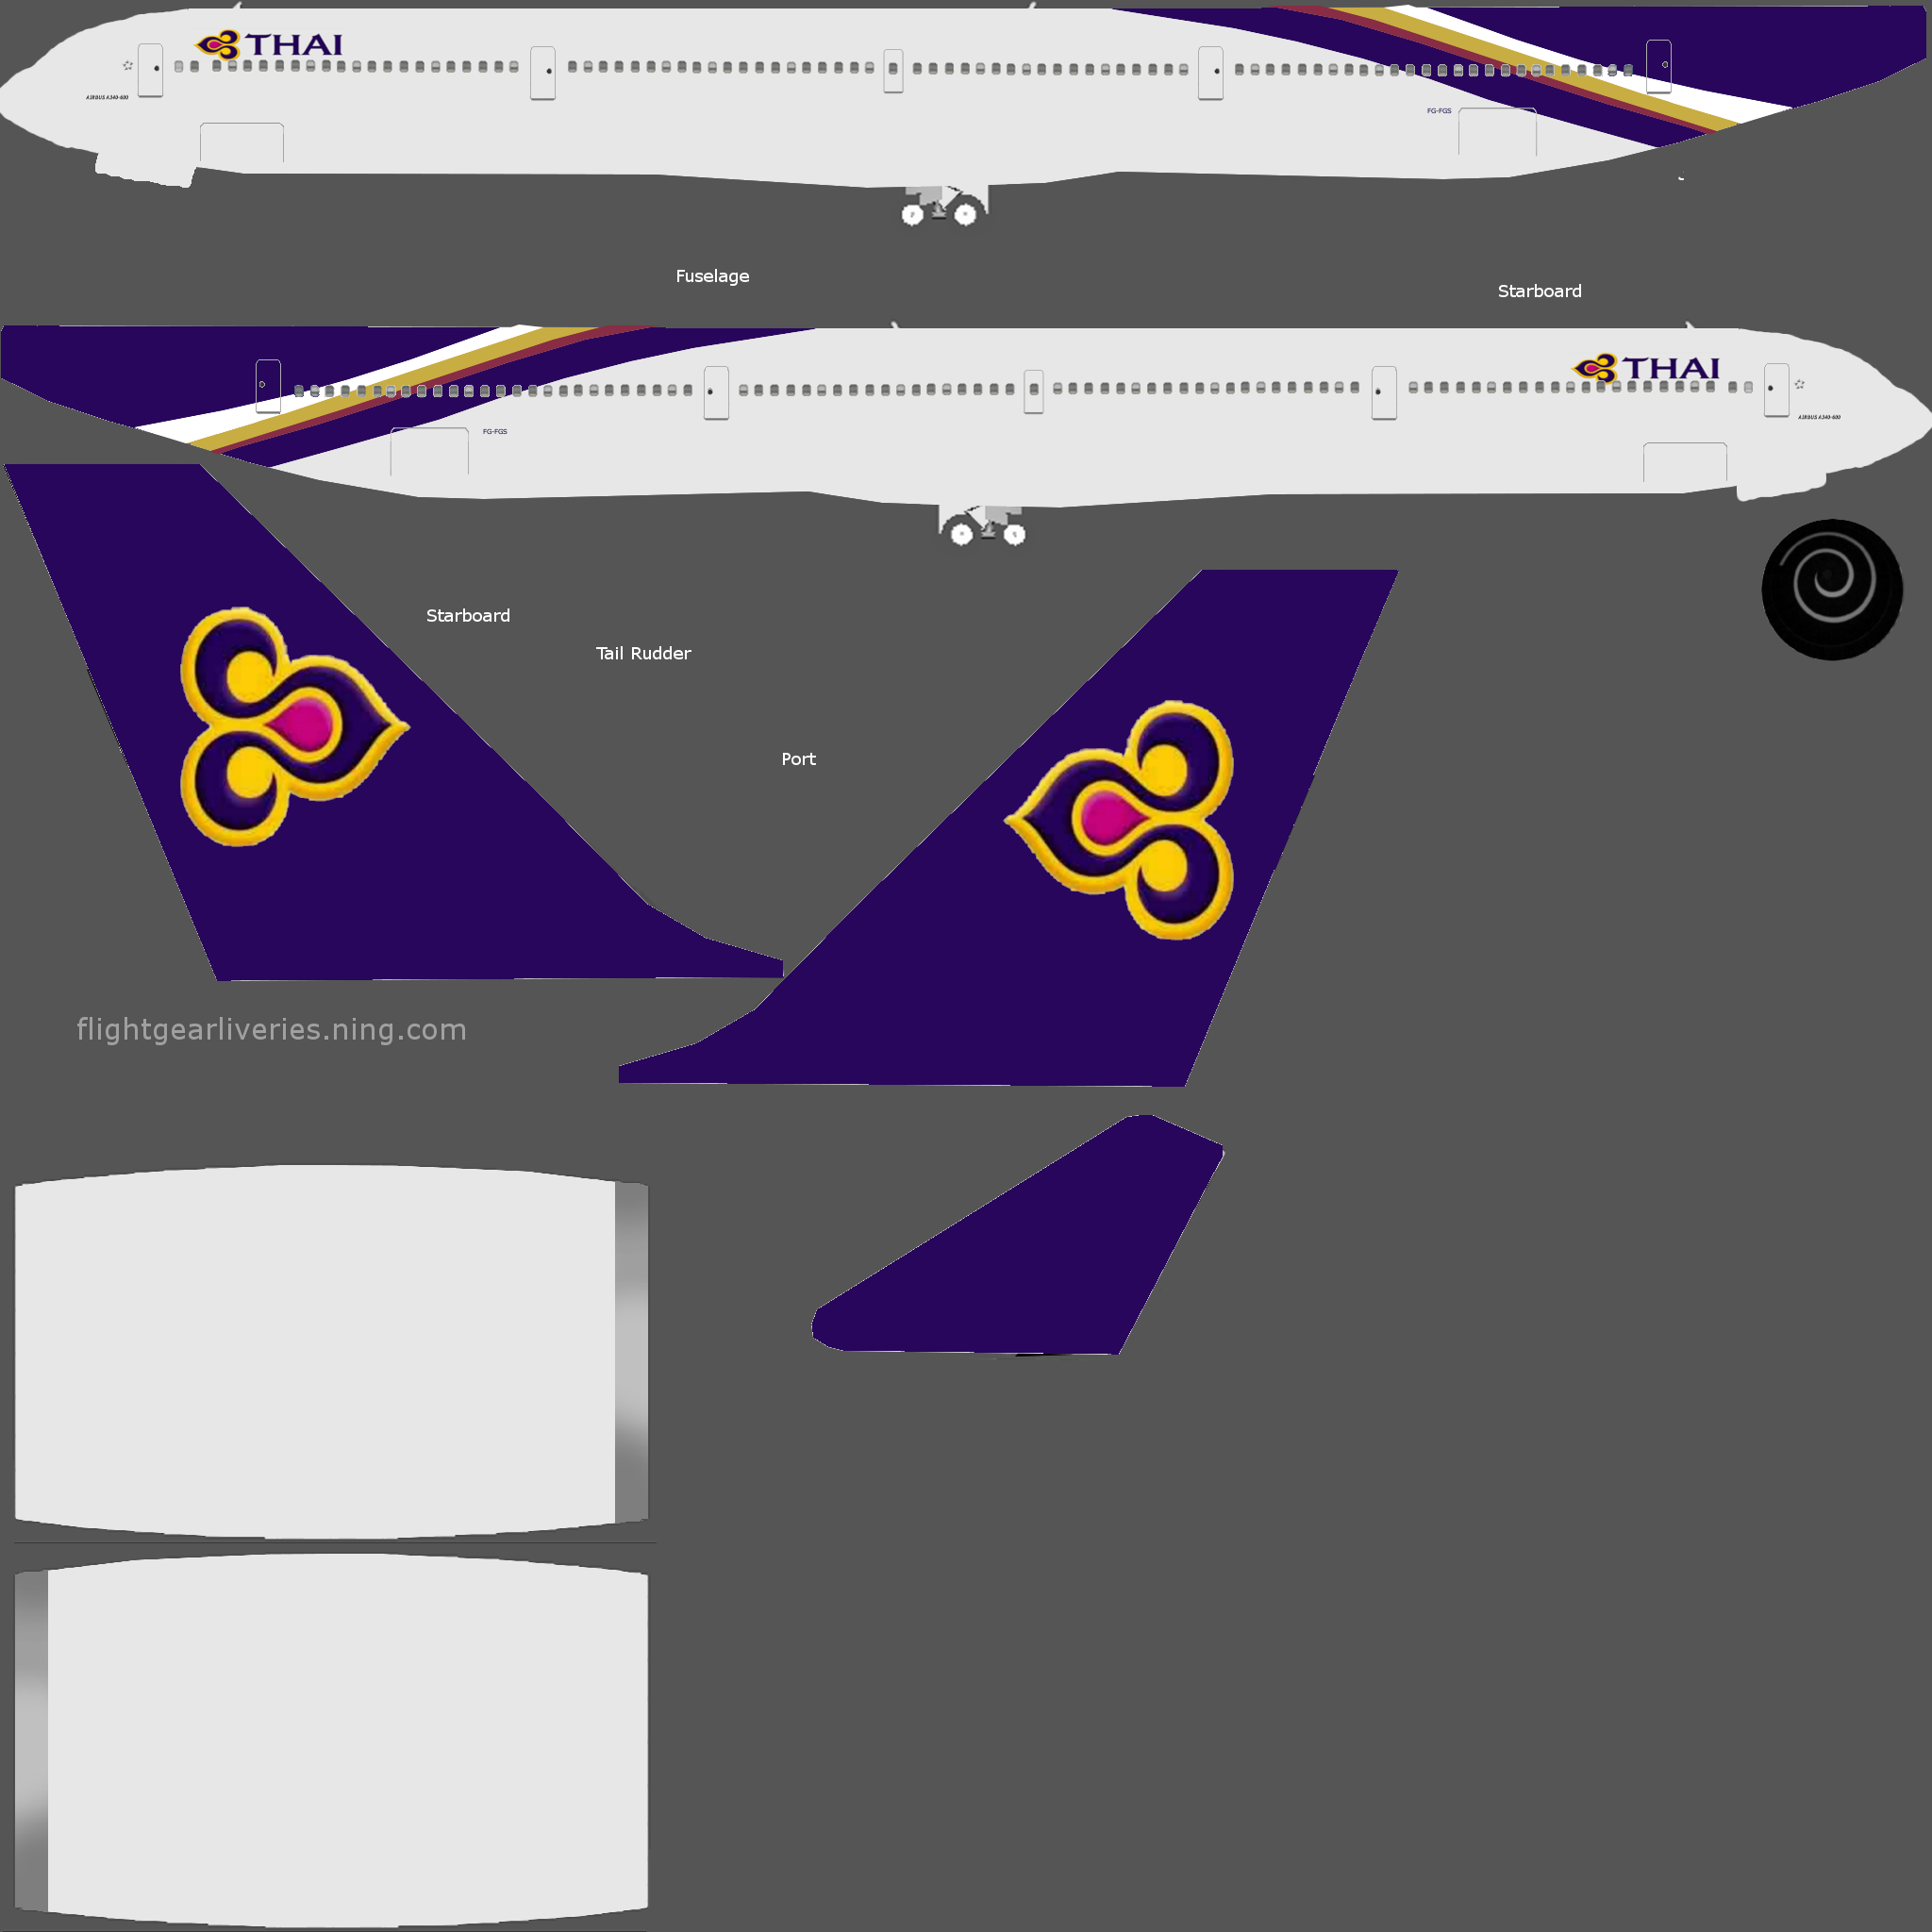 THAI
AIRBUS A340-600
FG-FGS
Fuselage
Starboard
THAI
FG-FGS
AIRBUS A340-600
Starboard
Tail Rudder
Port
flightgearliveries.ning.com